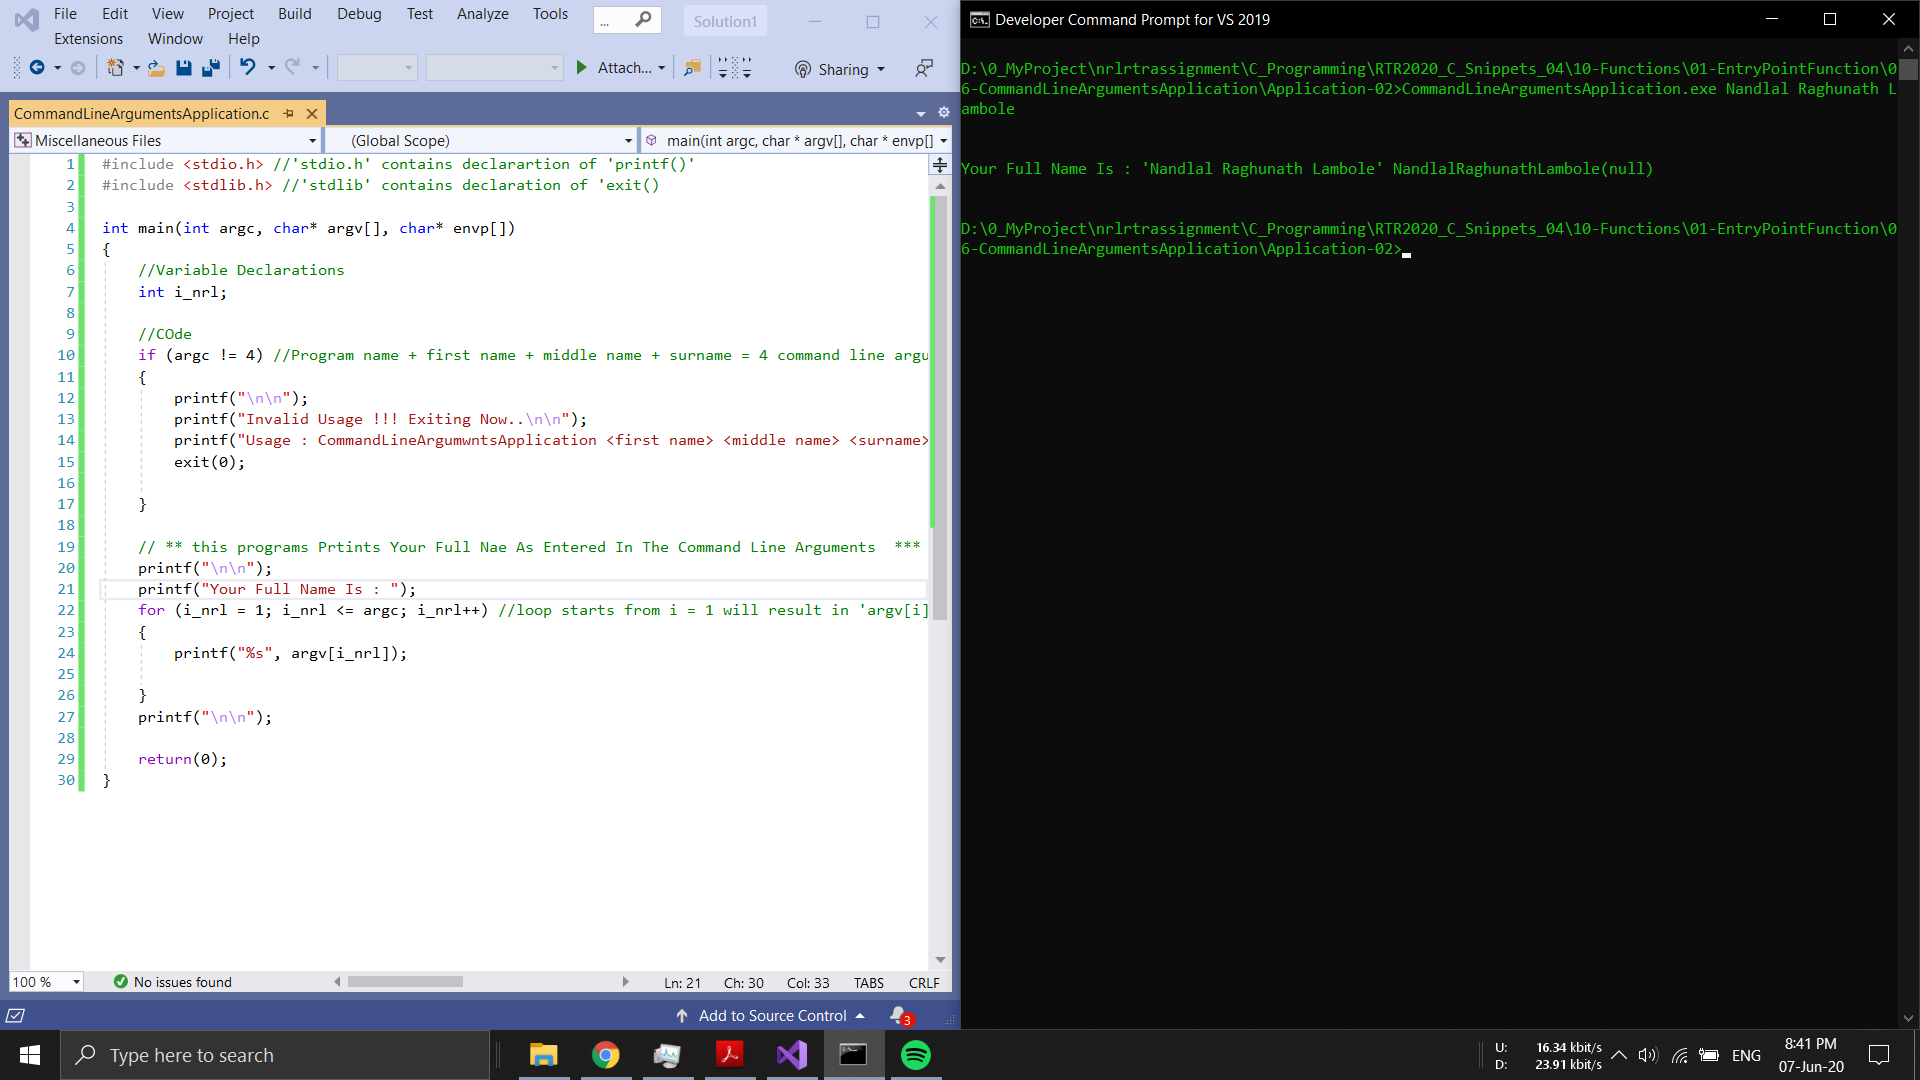 File Edit View Project Build Debug Test Analyze Tools ... Solution1
Extensions Window Help
Attach... Sharing
CommandLineArgumentsApplication.c
Miscellaneous Files (Global Scope) main(int argc, char * argv[], char * envp[])
1 #include <stdio.h> //'stdio.h' contains declarartion of 'printf()'
2 #include <stdlib.h> //'stdlib' contains declaration of 'exit()
3
4 int main(int argc, char* argv[], char* envp[])
5 {
6 //Variable Declarations
7 int i_nrl;
8
9 //COde
10 if (argc != 4) //Program name + first name + middle name + surname = 4 command line argu
11 {
12 printf("\n\n");
13 printf("Invalid Usage !!! Exiting Now..\n\n");
14 printf("Usage : CommandLineArgumwntsApplication <first name> <middle name> <surname>
15 exit(0);
16
17 }
18
19 // ** this programs Prtints Your Full Nae As Entered In The Command Line Arguments ***
20 printf("\n\n");
21 printf("Your Full Name Is : ");
22 for (i_nrl = 1; i_nrl <= argc; i_nrl++) //loop starts from i = 1 will result in 'argv[i]
23 {
24 printf("%s", argv[i_nrl]);
25
26 }
27 printf("\n\n");
28
29 return(0);
30 }
100 % No issues found Ln: 21 Ch: 30 Col: 33 TABS CRLF
Add to Source Control 3
Developer Command Prompt for VS 2019
D:\0_MyProject\nrlrtrassignment\C_Programming\RTR2020_C_Snippets_04\10-Functions\01-EntryPointFunction\0
6-CommandLineArgumentsApplication\Application-02>CommandLineArgumentsApplication.exe Nandlal Raghunath L
ambole
Your Full Name Is : 'Nandlal Raghunath Lambole' NandlalRaghunathLambole(null)
D:\0_MyProject\nrlrtrassignment\C_Programming\RTR2020_C_Snippets_04\10-Functions\01-EntryPointFunction\0
6-CommandLineArgumentsApplication\Application-02>
Type here to search
U: 16.34 kbit/s
D: 23.91 kbit/s
ENG
8:41 PM
07-Jun-20